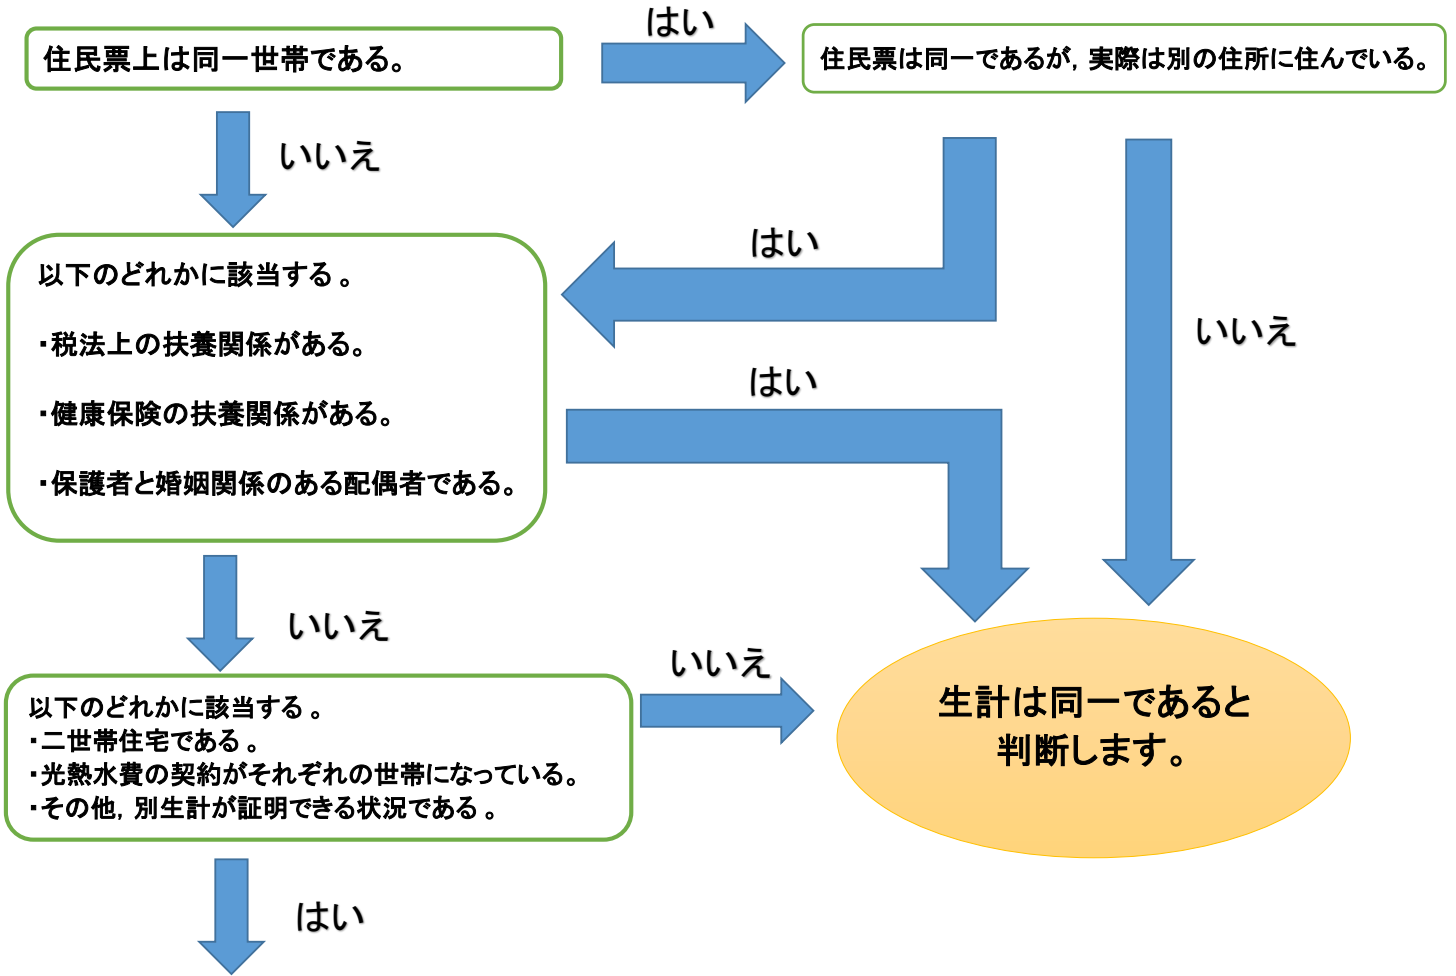 住民票上は同一世帯である。
はい
住民票は同一であるが，実際は別の住所に住んでいる。
いいえ
以下のどれかに該当する。
・税法上の扶養関係がある。
・健康保険の扶養関係がある。
・保護者と婚姻関係のある配偶者である。
はい
はい
いいえ
いいえ
以下のどれかに該当する。
・二世帯住宅である。
・光熱水費の契約がそれぞれの世帯になっている。
・その他，別生計が証明できる状況である。
いいえ
生計は同一であると
判断します。
はい